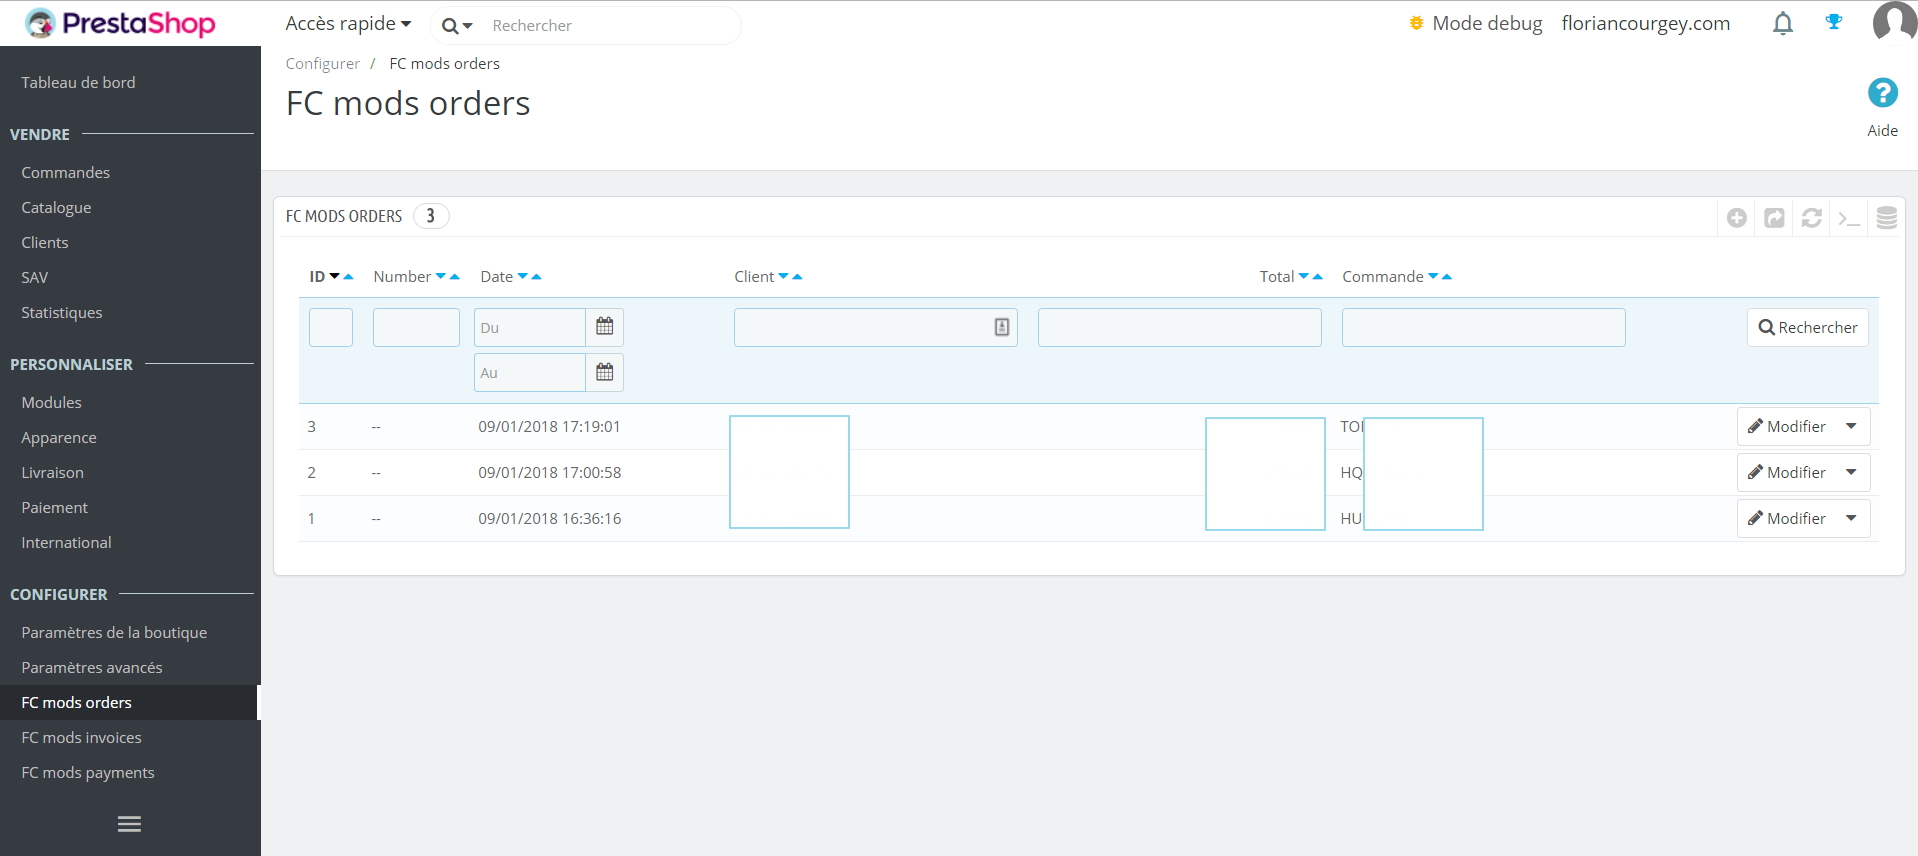 PrestaShop
Accès rapide
Rechercher
Mode debug
floriancourgey.com
Configurer / FC mods orders
FC mods orders
Aide
Tableau de bord
VENDRE
Commandes
Catalogue
Clients
SAV
Statistiques
PERSONNALISER
Modules
Apparence
Livraison
Paiement
International
CONFIGURER
Paramètres de la boutique
Paramètres avancés
FC mods orders
FC mods invoices
FC mods payments
FC MODS ORDERS 3
ID Number Date Client Total Commande
Du
Rechercher
Au
3 -- 09/01/2018 17:19:01 Modifier
2 -- 09/01/2018 17:00:58 HQ Modifier
1 -- 09/01/2018 16:36:16 HU Modifier